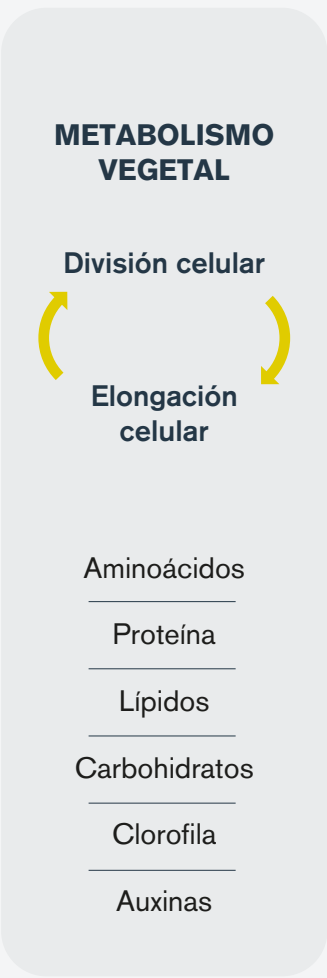 METABOLISMO
VEGETAL
División celular
Elongación
celular
Aminoácidos
Proteína
Lípidos
Carbohidratos
Clorofila
Auxinas